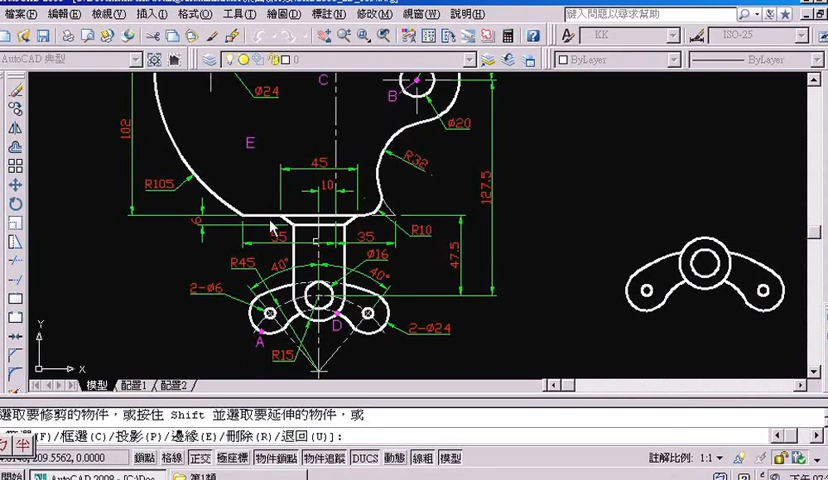 檔案(F) 編輯(E) 檢視(V) 插入(I) 格式(O) 工具(T) 繪圖(D) 標註(N) 修改(M) 視窗(W) 說明(H) 鍵入問題以尋求幫助
KK ISO-25
AutoCAD 典型 0 ByLayer ByLayer
C
B
Ø24
Ø20
102
E
R32
45
10
127.5
R105
6
R10
35 35
47.5
Ø16
R45
40° 40°
2-Ø6
D
A
2-Ø24
R15
Y
X
模型 配置1 配置2
選取要修剪的物件, 或按住 Shift 並選取要延伸的物件, 或
(F)/框選(C)/投影(P)/邊緣(E)/刪除(R)/退回(U)]:
209.5562, 0.0000 鎖點 格線 正交 極座標 物件鎖點 物件追蹤 DUCS 動態 線粗 模型 註解比例: 1:1
開始 AutoCAD 2008 - [C:\Doc... 第1類